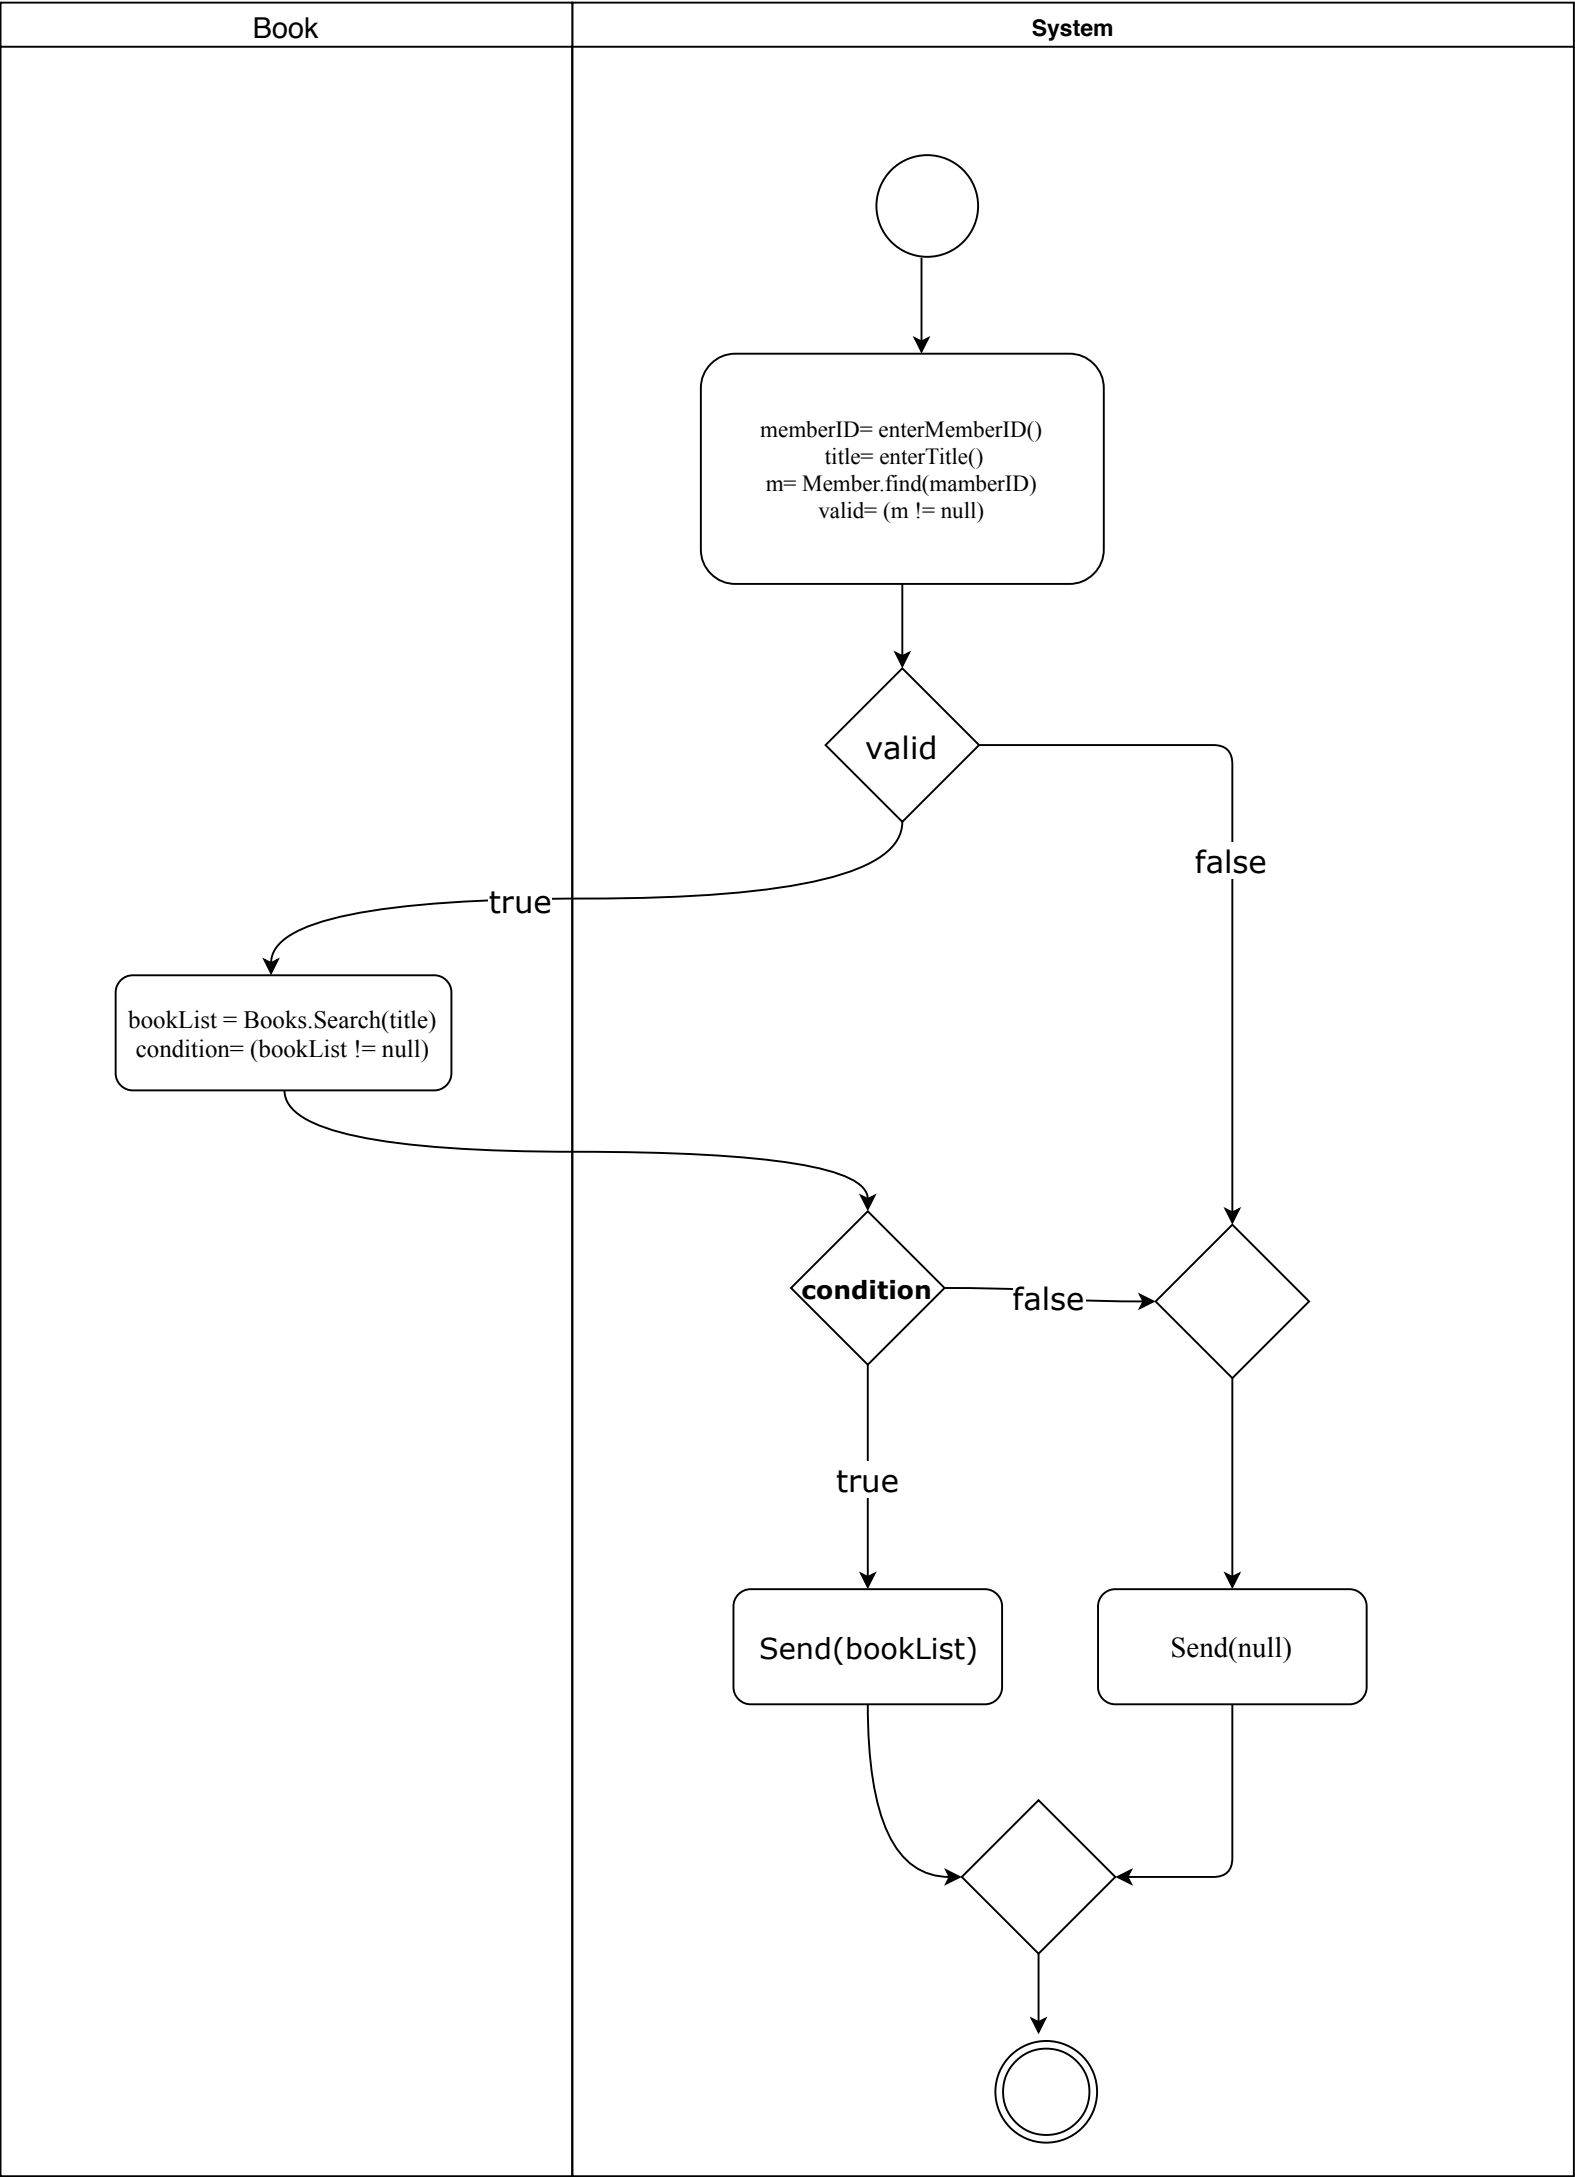 Book
System
memberID= enterMemberID()
title= enterTitle()
m= Member.find(mamberID)
valid= (m != null)
valid
false
true
bookList = Books.Search(title)
condition= (bookList != null)
condition
false
true
Send(bookList)
Send(null)